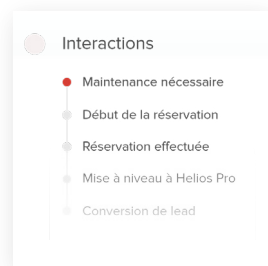 Interactions
Maintenance nécessaire
Début de la réservation
Réservation effectuée
Mise à niveau à Helios Pro
Conversion de lead